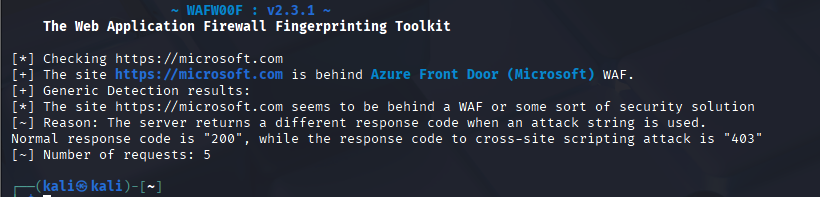 ~ WAFW00F : v2.3.1 ~
The Web Application Firewall Fingerprinting Toolkit
[*] Checking https://microsoft.com
[+] The site https://microsoft.com is behind Azure Front Door (Microsoft) WAF.
[+] Generic Detection results:
[*] The site https://microsoft.com seems to be behind a WAF or some sort of security solution
[~] Reason: The server returns a different response code when an attack string is used.
Normal response code is "200", while the response code to cross-site scripting attack is "403"
[~] Number of requests: 5
┌──(kali㉿kali)-[~]